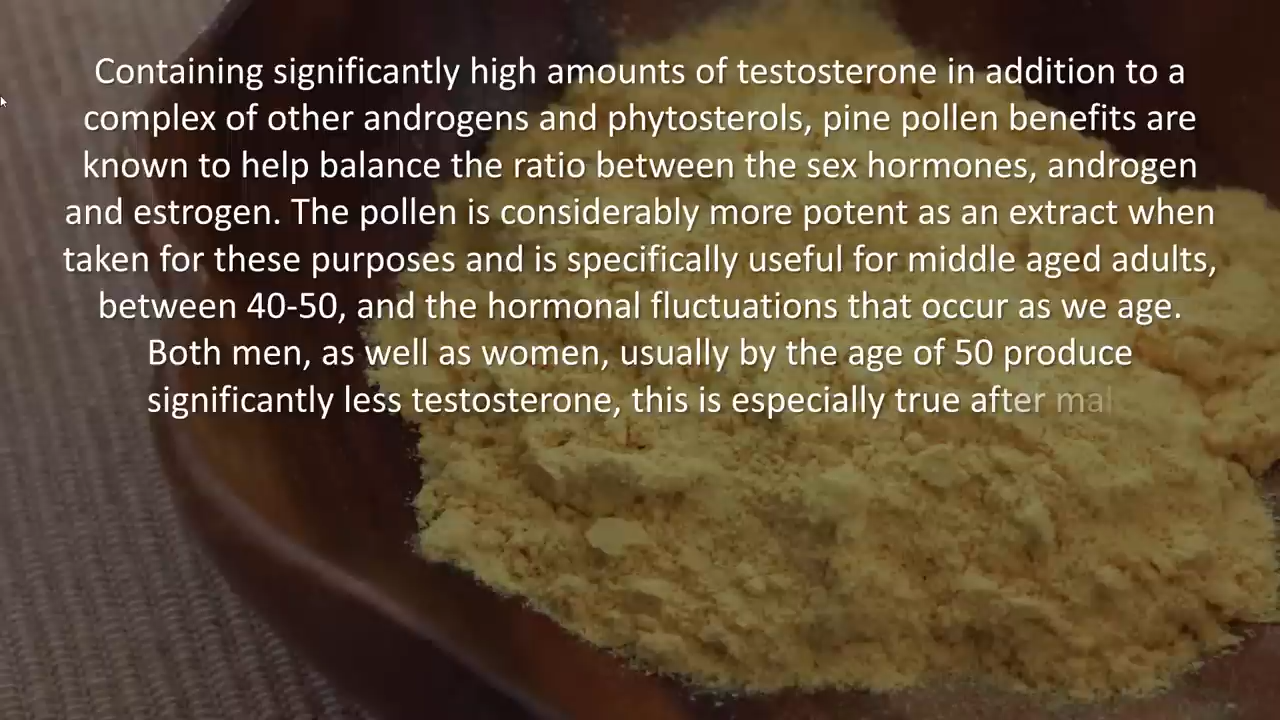 Containing significantly high amounts of testosterone in addition to a
complex of other androgens and phytosterols, pine pollen benefits are
known to help balance the ratio between the sex hormones, androgen
and estrogen. The pollen is considerably more potent as an extract when
taken for these purposes and is specifically useful for middle aged adults,
between 40-50, and the hormonal fluctuations that occur as we age.
Both men, as well as women, usually by the age of 50 produce
significantly less testosterone, this is especially true after